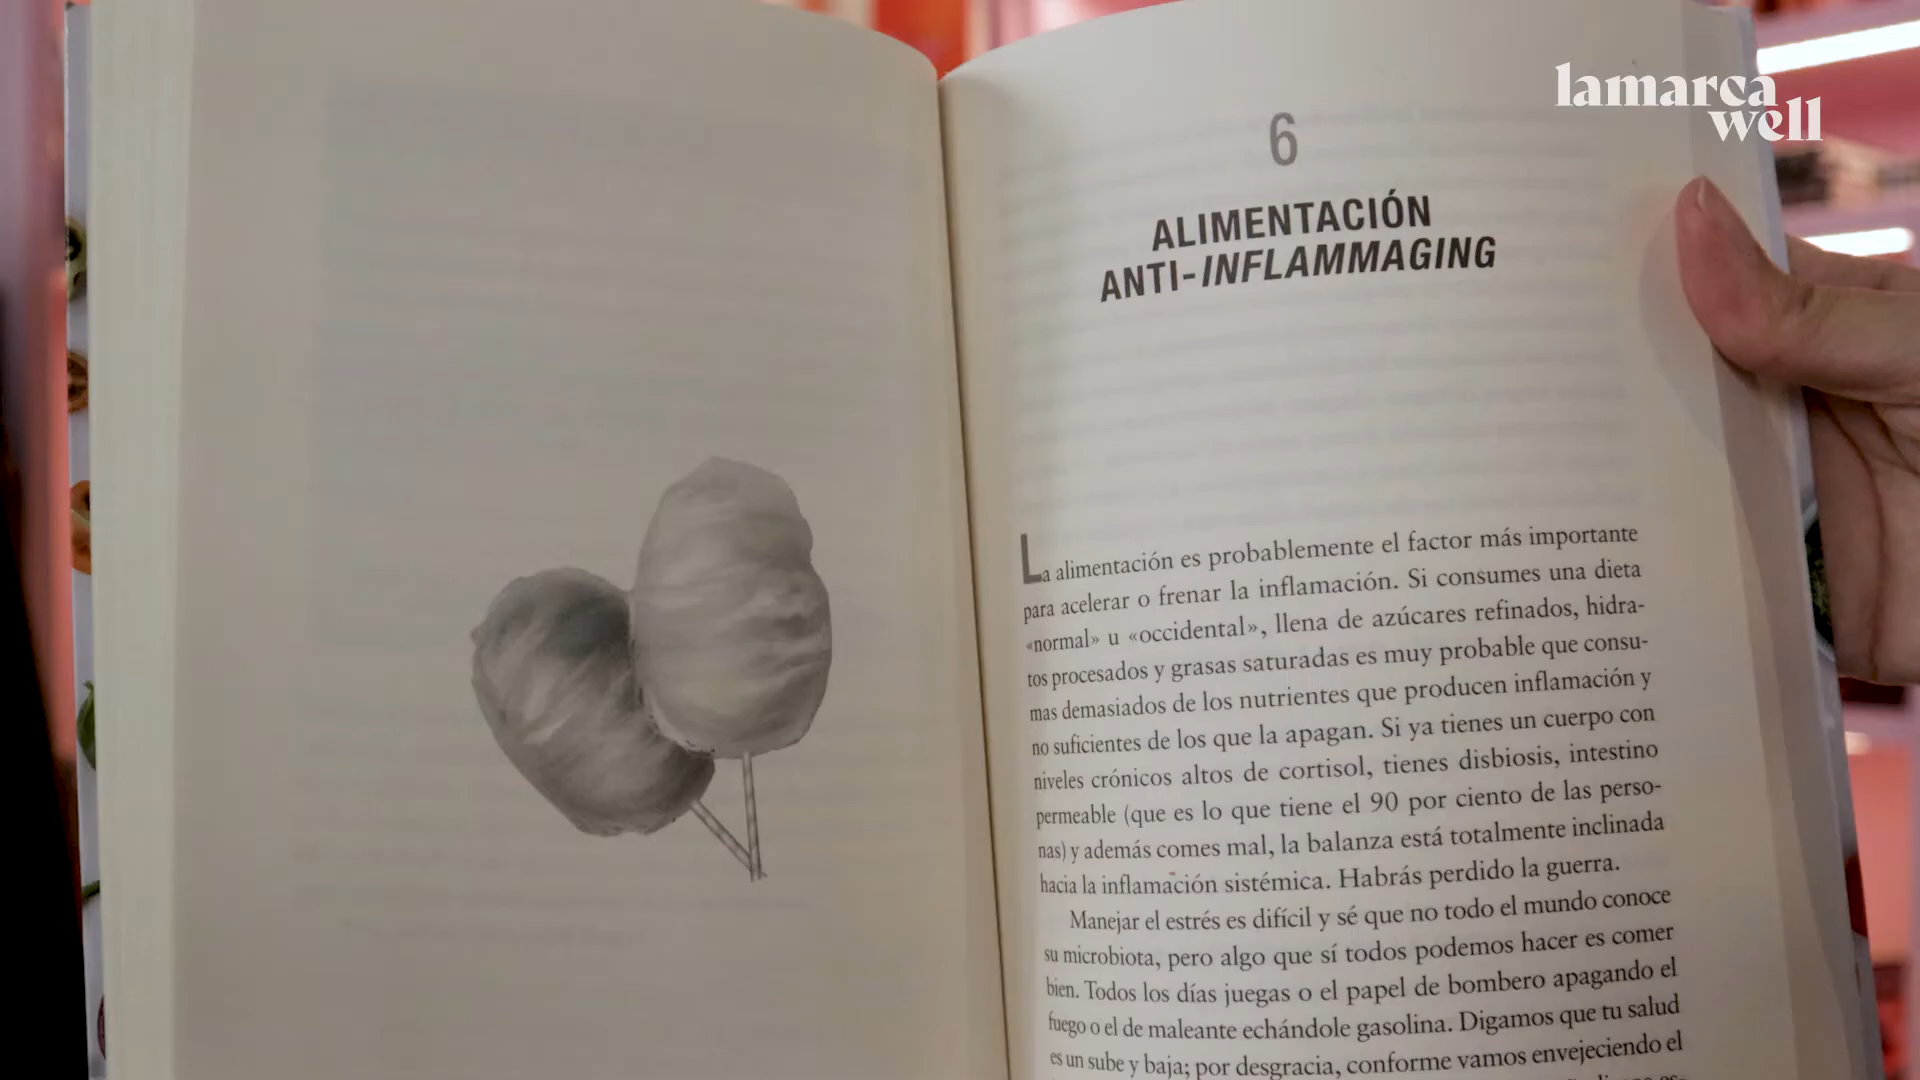 lamarca
well
6
ALIMENTACIÓN
ANTI-INFLAMMAGING
La alimentación es probablemente el factor más importante
para acelerar o frenar la inflamación. Si consumes una dieta
«normal» u «occidental», llena de azúcares refinados, hidra-
tos procesados y grasas saturadas es muy probable que consu-
mas demasiados de los nutrientes que producen inflamación y
no suficientes de los que la apagan. Si ya tienes un cuerpo con
niveles crónicos altos de cortisol, tienes disbiosis, intestino
permeable (que es lo que tiene el 90 por ciento de las perso-
nas) y además comes mal, la balanza está totalmente inclinada
hacia la inflamación sistémica. Habrás perdido la guerra.
Manejar el estrés es difícil y sé que no todo el mundo conoce
su microbiota, pero algo que sí todos podemos hacer es comer
bien. Todos los días juegas o el papel de bombero apagando el
fuego o el de maleante echándole gasolina. Digamos que tu salud
es un sube y baja; por desgracia, conforme vamos envejeciendo el